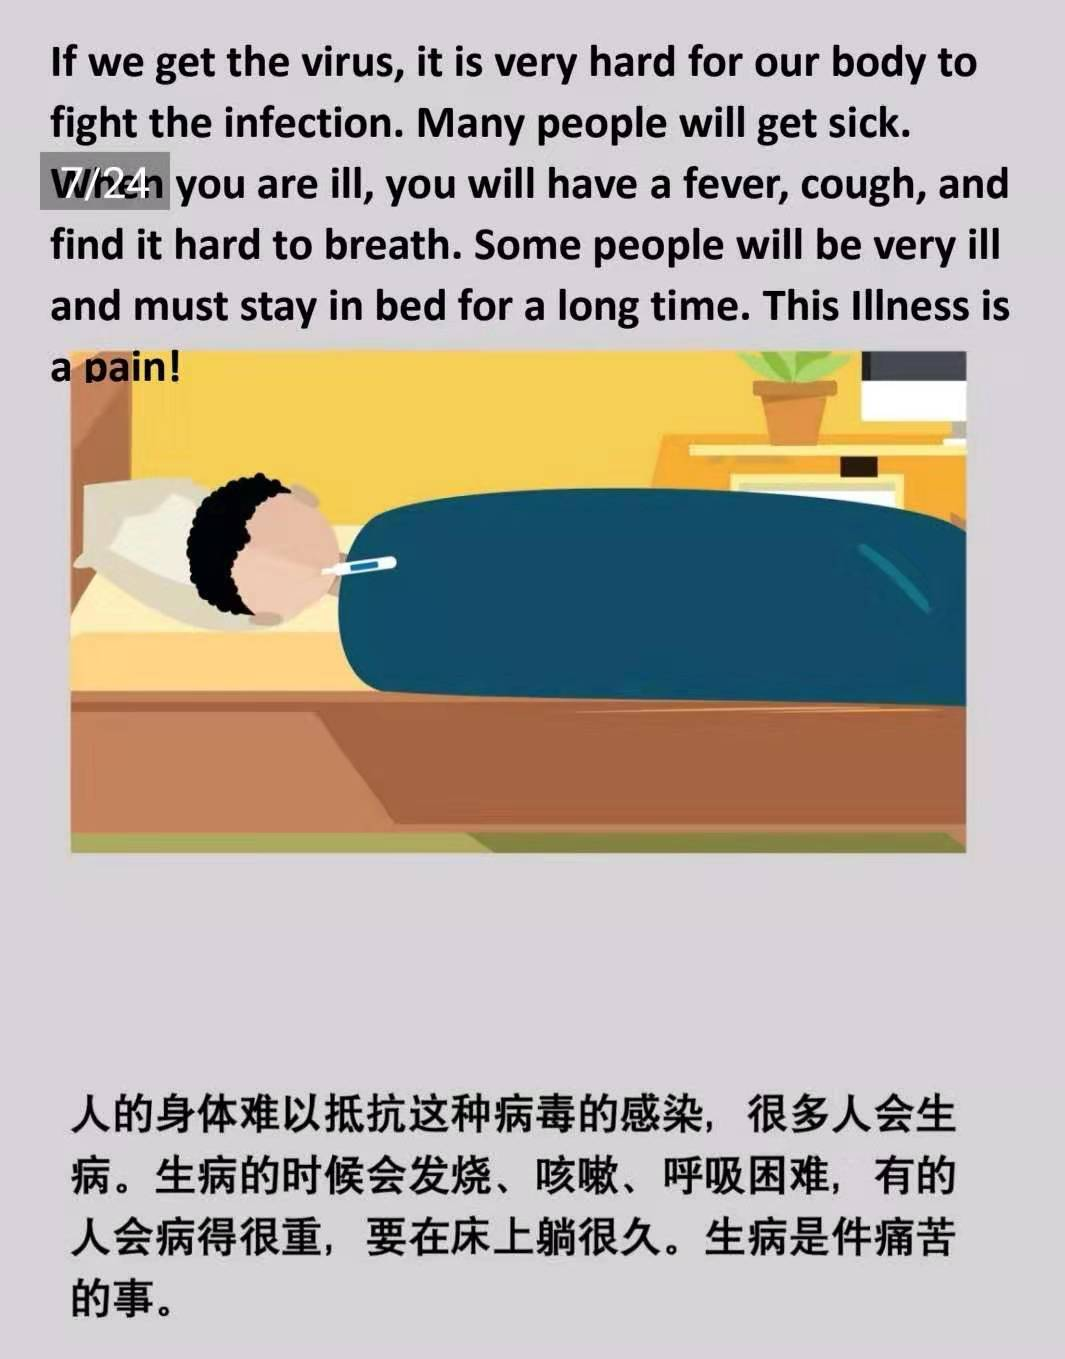 If we get the virus, it is very hard for our body to
fight the infection. Many people will get sick.
When you are ill, you will have a fever, cough, and
7/24
find it hard to breath. Some people will be very ill
and must stay in bed for a long time. This Illness is
a pain!
人的身体难以抵抗这种病毒的感染，很多人会生
病。生病的时候会发烧、咳嗽、呼吸困难，有的
人会病得很重，要在床上躺很久。生病是件痛苦
的事。